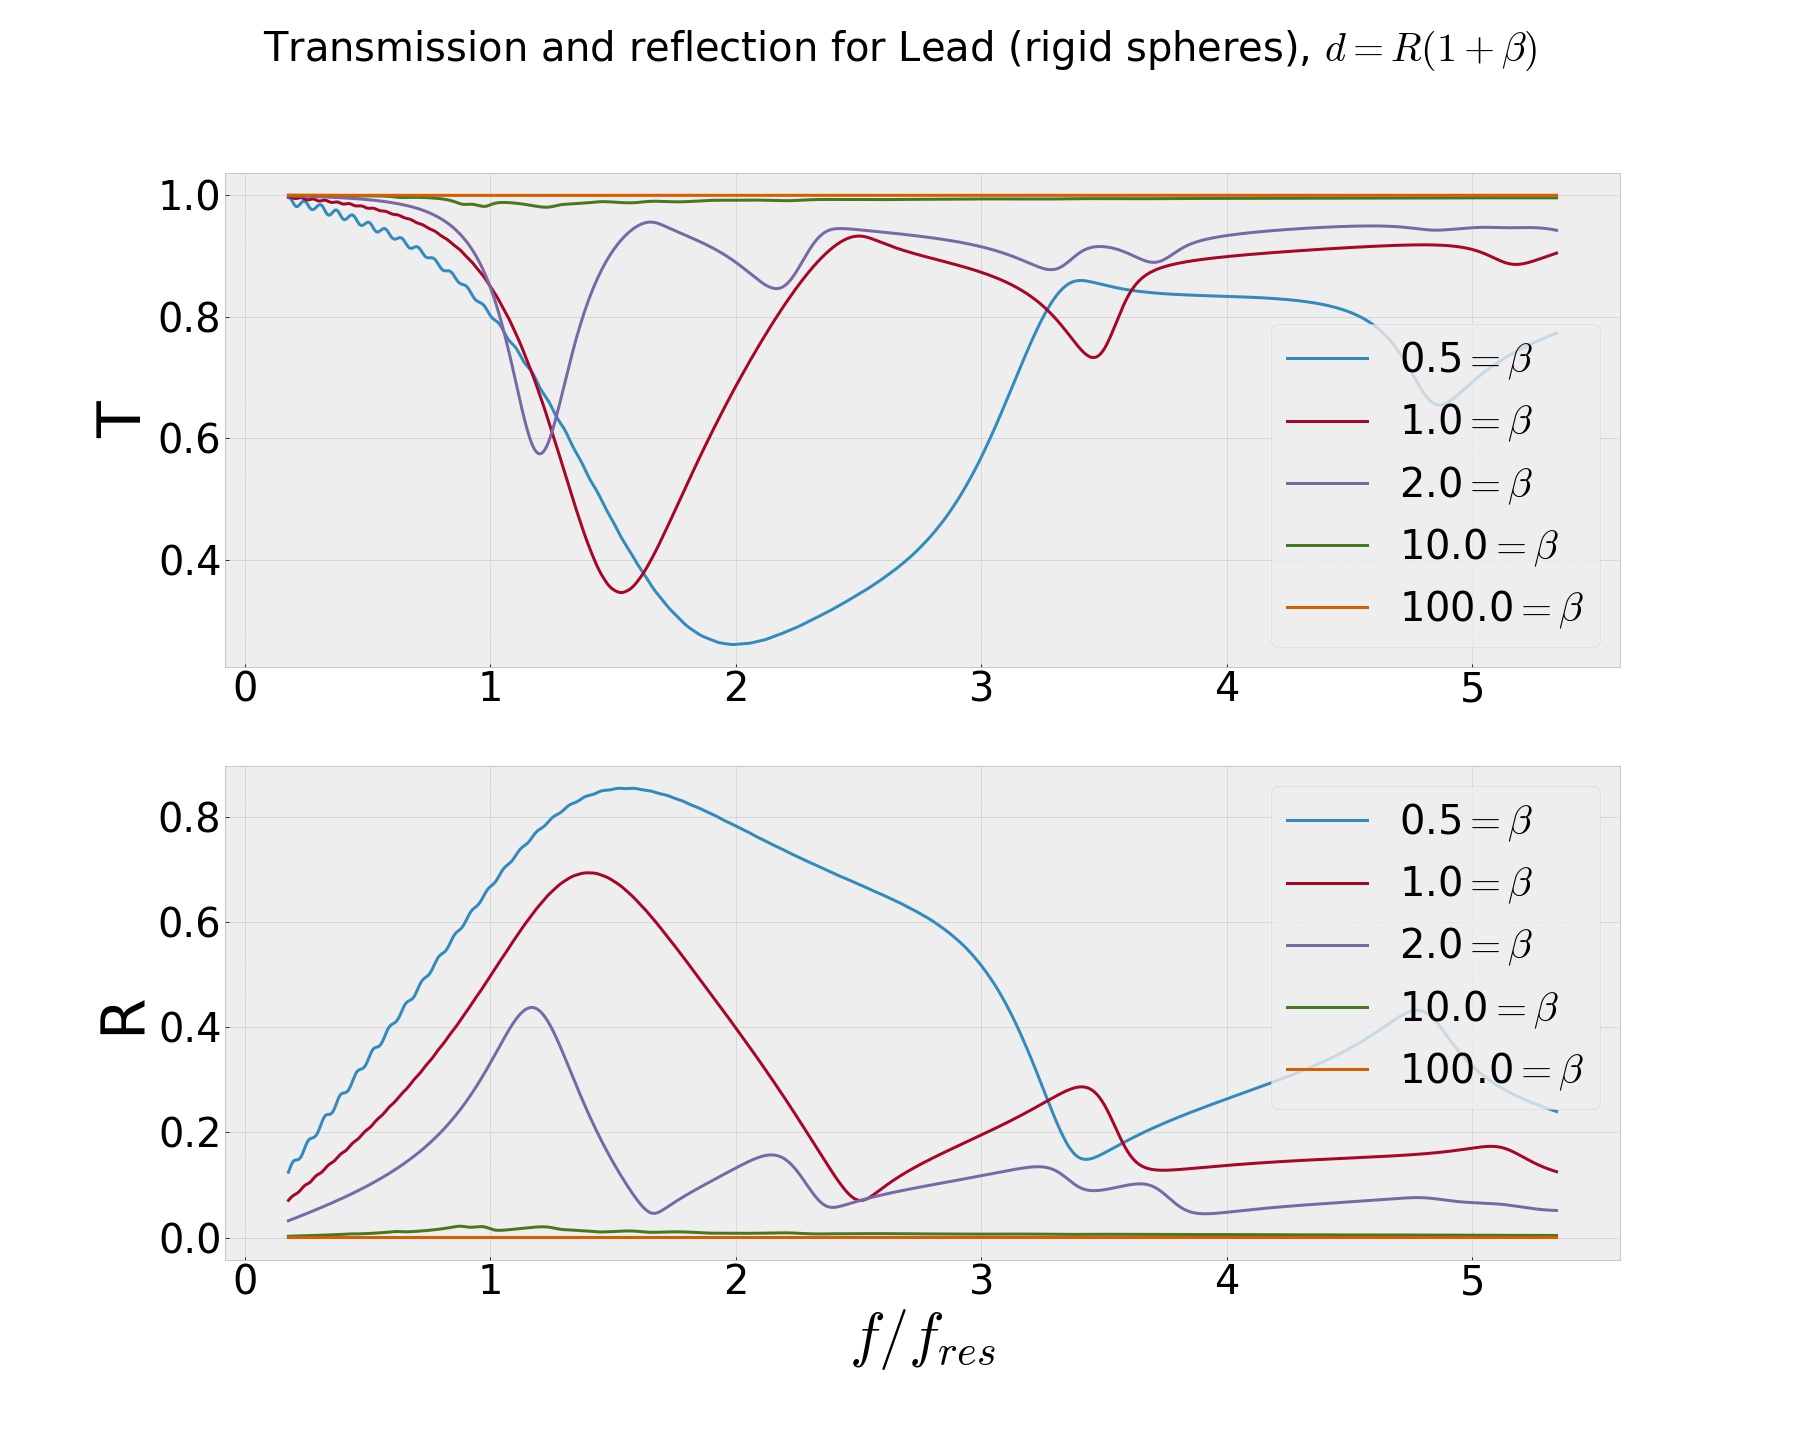 Transmission and reflection for Lead (rigid spheres), d = R(1 + β)
T
1.0
0.8
0.6
0.4
0 1 2 3 4 5
0.5 = β
1.0 = β
2.0 = β
10.0 = β
100.0 = β
R
0.8
0.6
0.4
0.2
0.0
0 1 2 3 4 5
0.5 = β
1.0 = β
2.0 = β
10.0 = β
100.0 = β
f/f_res